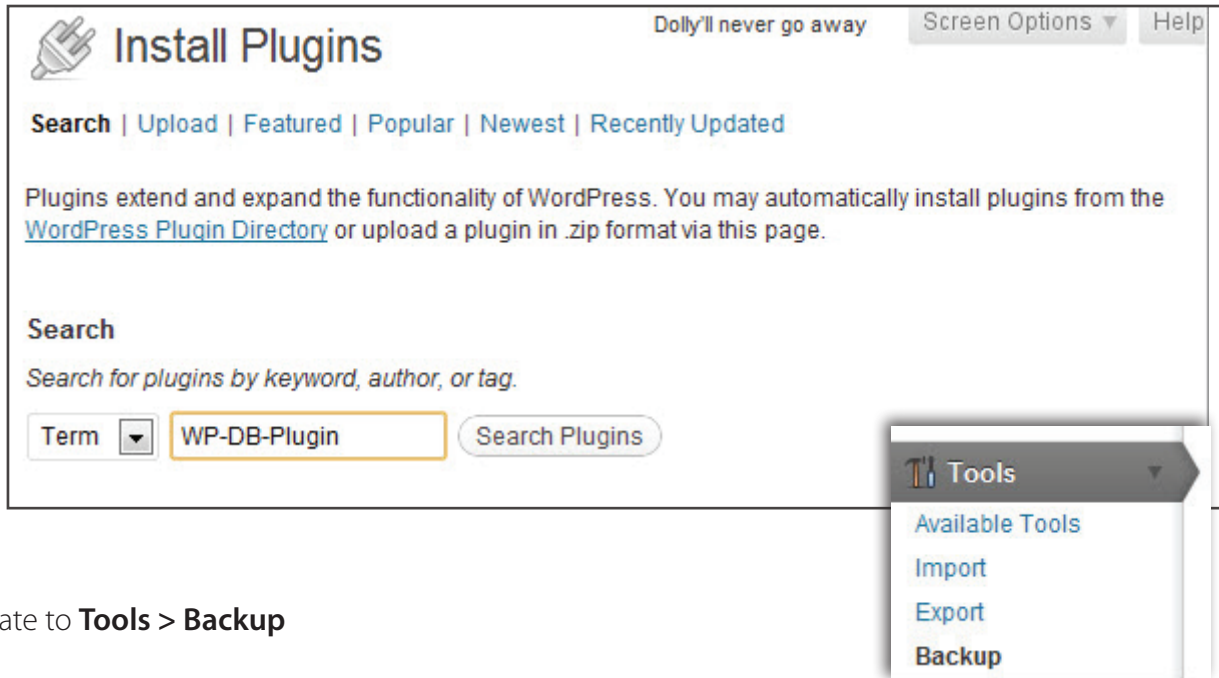 Install Plugins
Dolly'll never go away
Screen Options
Help
Search | Upload | Featured | Popular | Newest | Recently Updated
Plugins extend and expand the functionality of WordPress. You may automatically install plugins from the
WordPress Plugin Directory or upload a plugin in .zip format via this page.
Search
Search for plugins by keyword, author, or tag.
Term WP-DB-Plugin Search Plugins
Tools
Available Tools
Import
Export
Backup
ate to Tools > Backup